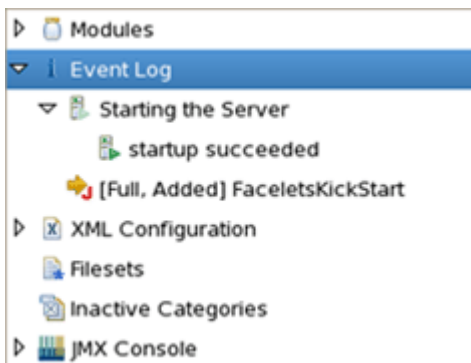 Modules
Event Log
Starting the Server
startup succeeded
[Full, Added] FaceletsKickStart
XML Configuration
Filesets
Inactive Categories
JMX Console